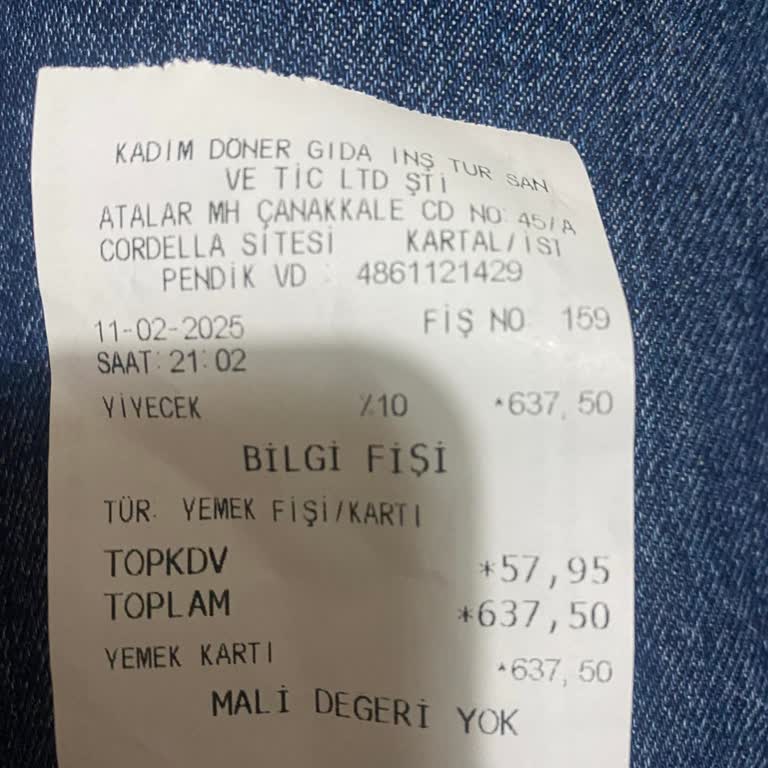 KADIM DÖNER GIDA INŞ TUR SAN
VE TİC LTD ŞTİ
ATALAR MH ÇANAKKALE CD NO: 45/A
CORDELLA SİTESİ KARTAL/İST
PENDİK VD : 4861121429
11-02-2025 FİŞ NO 159
SAAT: 21:02
YİYECEK %10 *637,50
BİLGİ FİŞİ
TÜR: YEMEK FİŞİ/KARTI
TOPKDV *57,95
TOPLAM *637,50
YEMEK KARTI *637,50
MALİ DEGERİ YOK